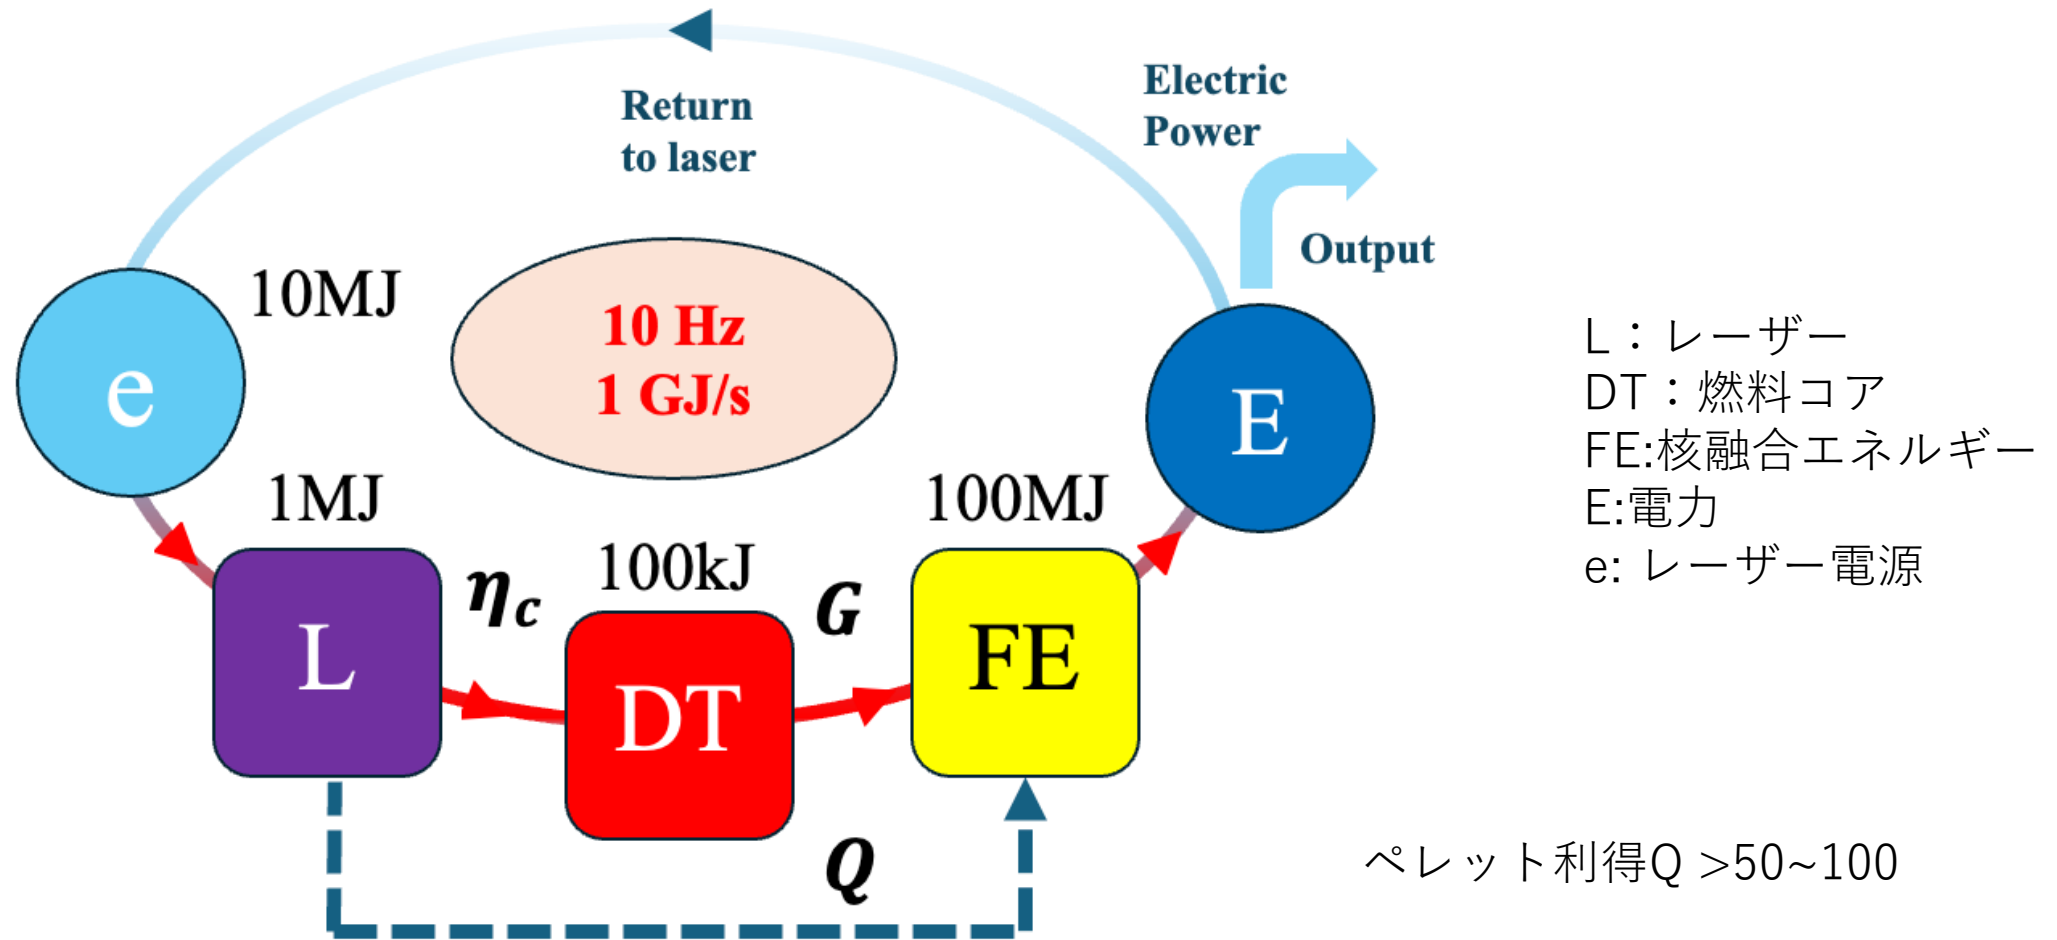 Return
to laser
Electric
Power
Output
10MJ
e
10 Hz
1 GJ/s
E
1MJ
L
η_c
100kJ
DT
G
100MJ
FE
Q
L：レーザー
DT：燃料コア
FE:核融合エネルギー
E:電力
e: レーザー電源
ペレット利得Q >50~100